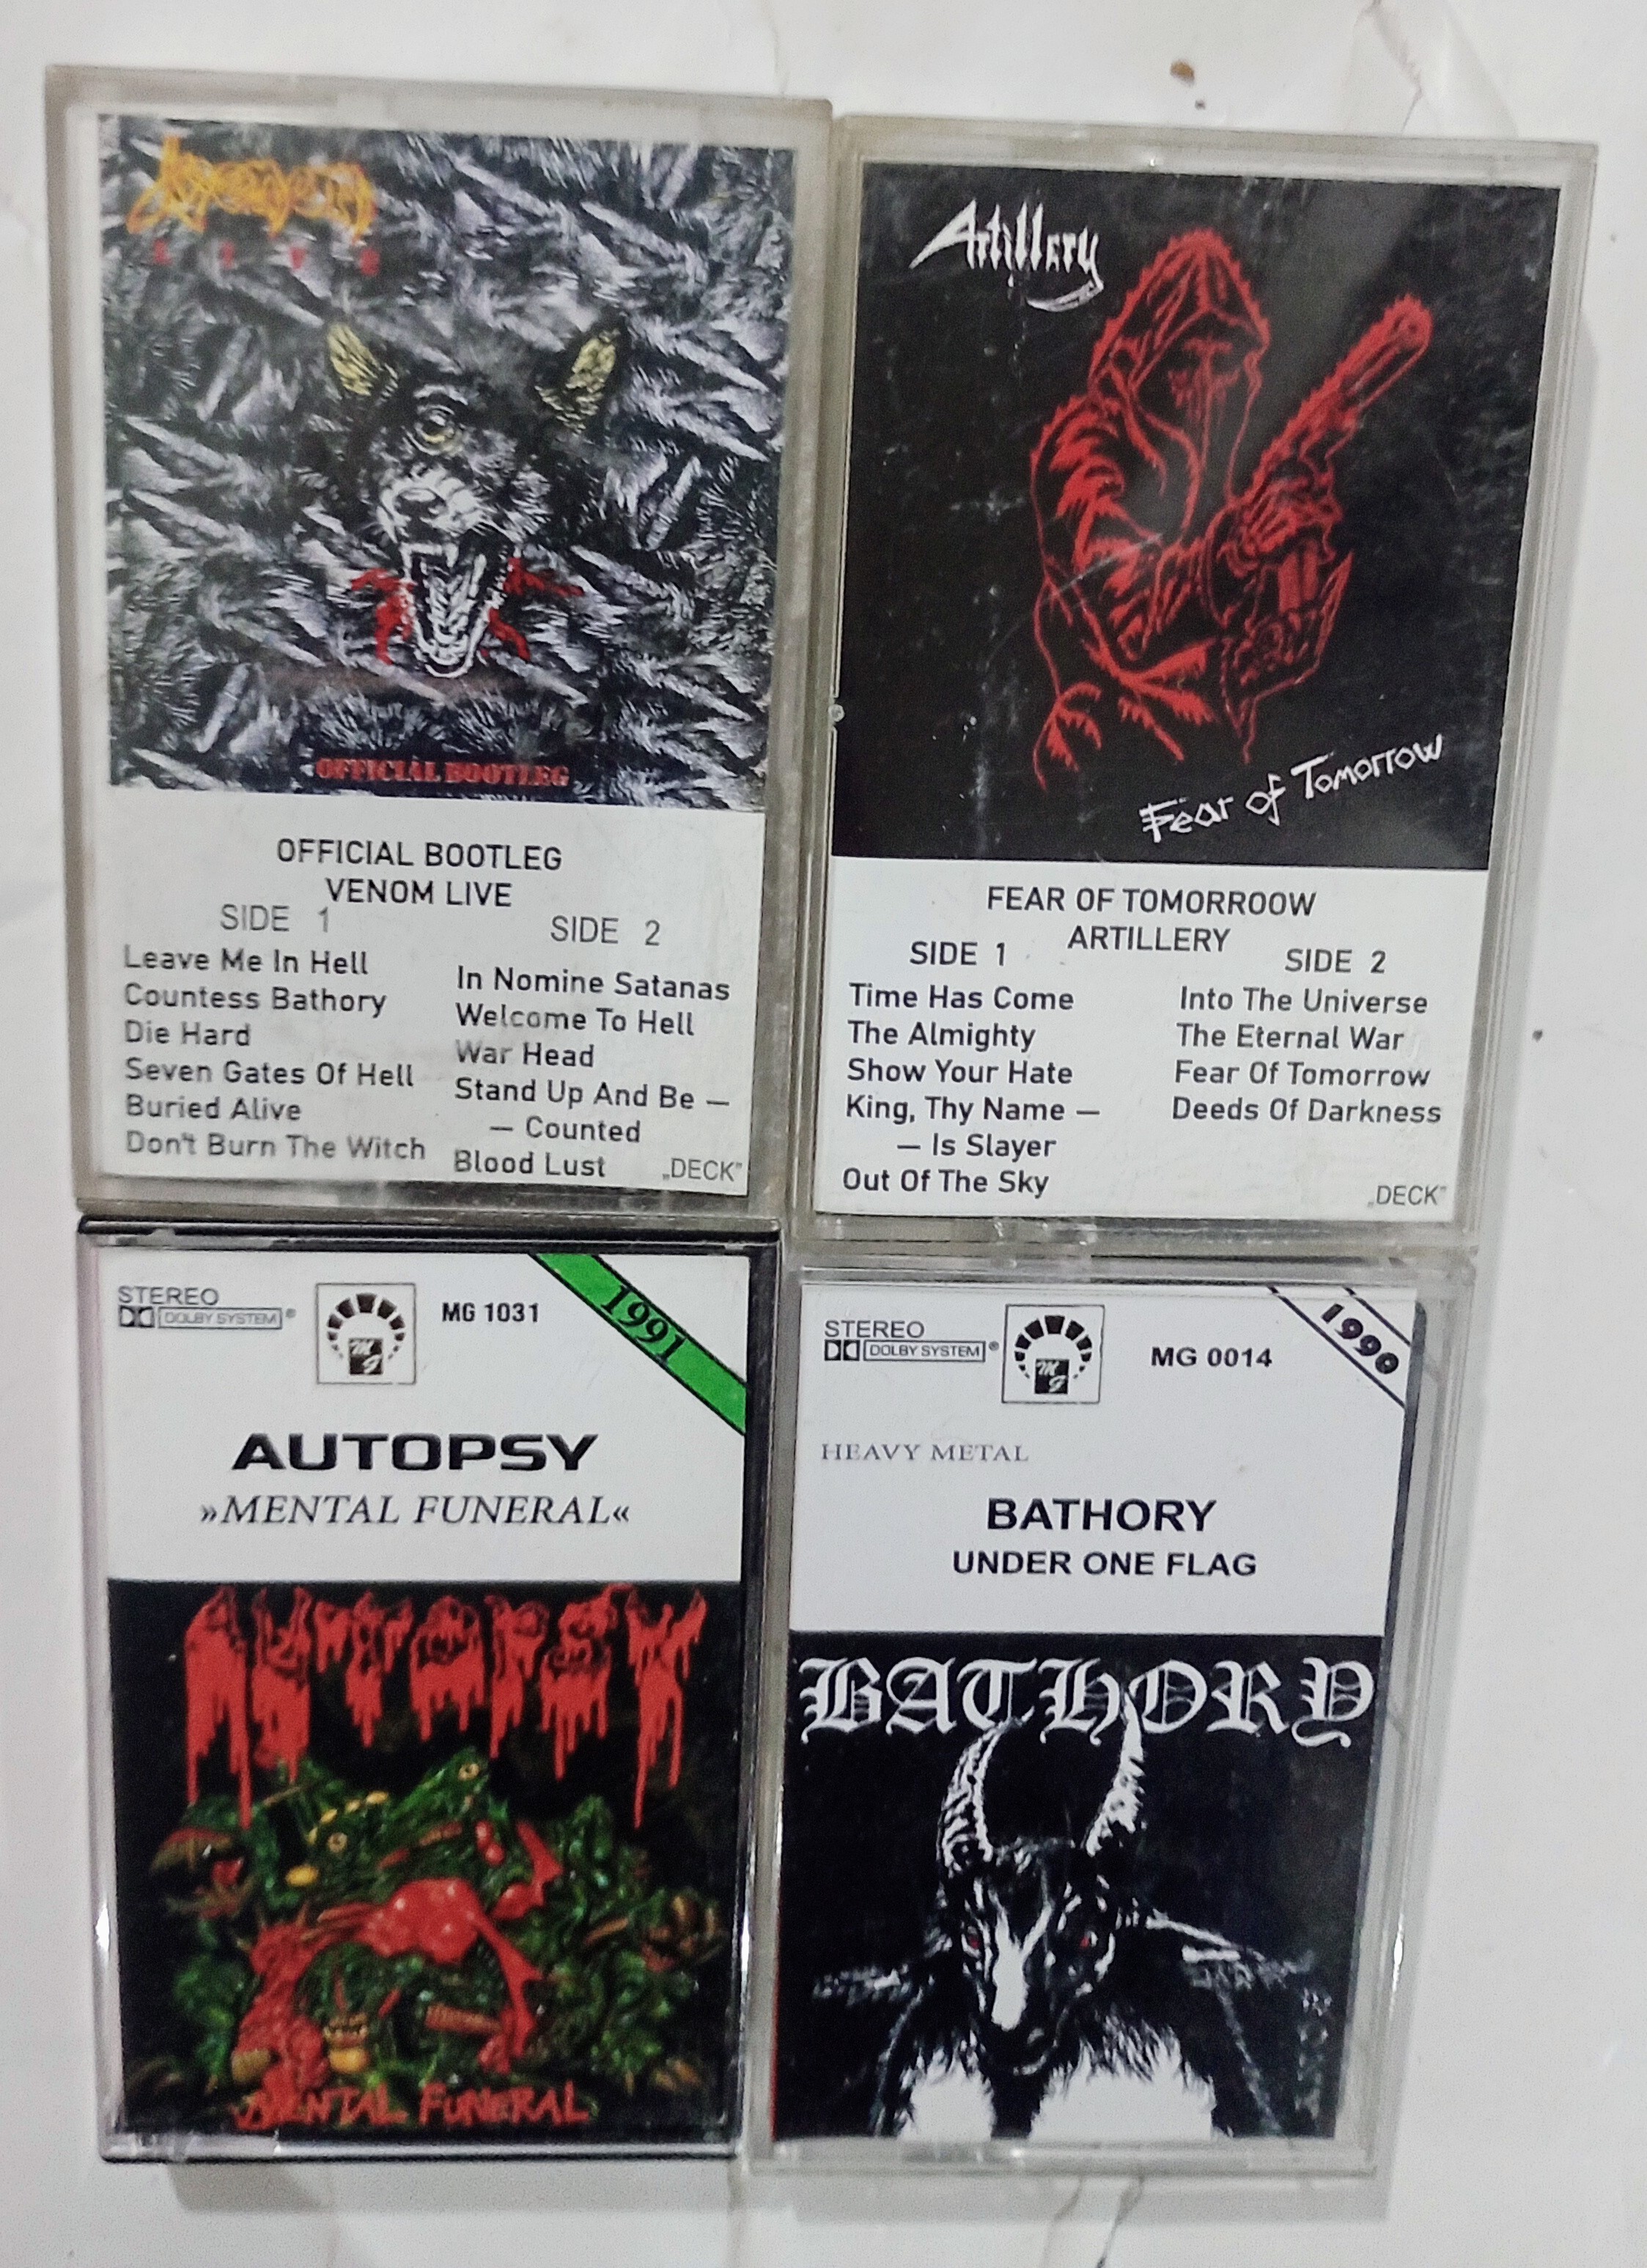 Venom
LIVE
OFFICIAL BOOTLEG
OFFICIAL BOOTLEG
VENOM LIVE
SIDE 1
Leave Me In Hell
Countess Bathory
Die Hard
Seven Gates Of Hell
Buried Alive
Don't Burn The Witch
SIDE 2
In Nomine Satanas
Welcome To Hell
War Head
Stand Up And Be —
— Counted
Blood Lust
„DECK”
Artillery
Fear of Tomorrow
FEAR OF TOMORROOW
ARTILLERY
SIDE 1
Time Has Come
The Almighty
Show Your Hate
King, Thy Name —
— Is Slayer
Out Of The Sky
SIDE 2
Into The Universe
The Eternal War
Fear Of Tomorrow
Deeds Of Darkness
„DECK”
STEREO
DOLBY SYSTEM®
MG
MG 1031
1991
AUTOPSY
»MENTAL FUNERAL«
AUTOPSY
MENTAL FUNERAL
STEREO
DOLBY SYSTEM®
MG
MG 0014
1990
HEAVY METAL
BATHORY
UNDER ONE FLAG
BATHORY